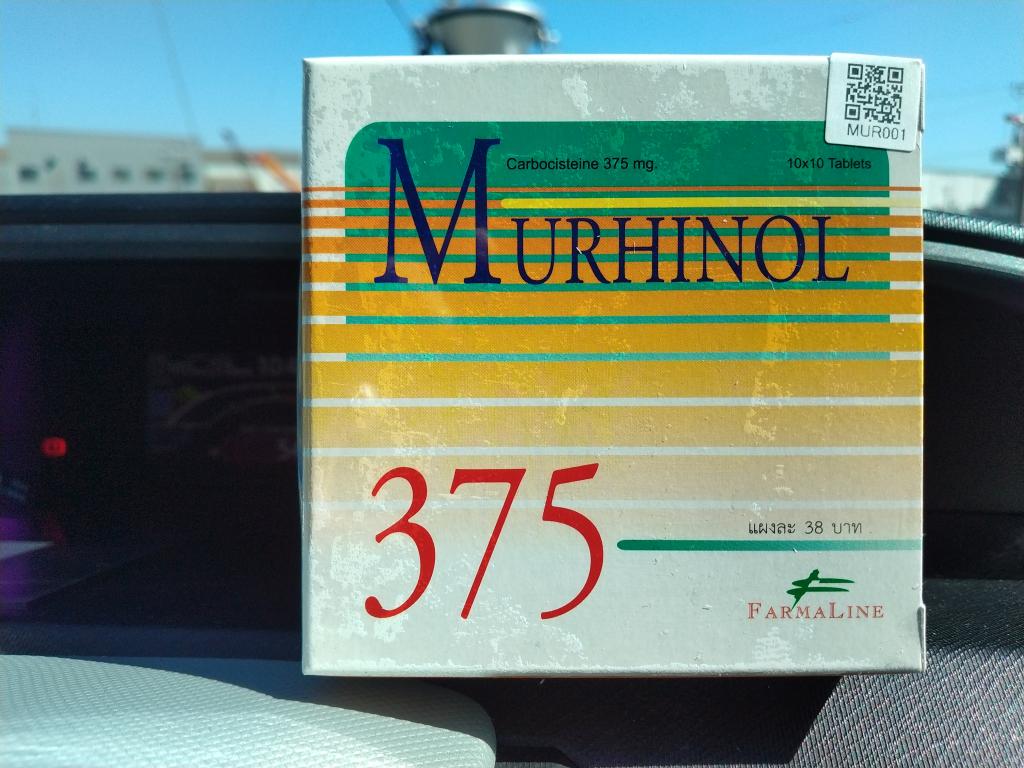 MUR001
Carbocisteine 375 mg.
10x10 Tablets
MURHINOL
375
แผงละ 38 บาท
FARMALINE